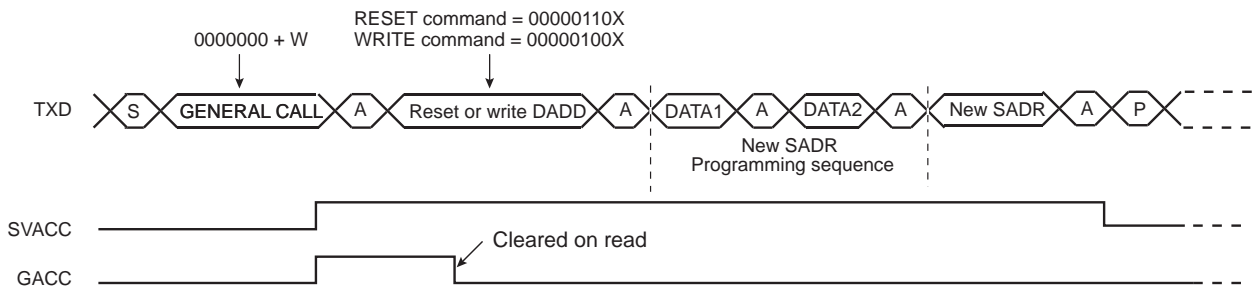 RESET command = 00000110X
0000000 + W WRITE command = 00000100X
TXD S GENERAL CALL A Reset or write DADD A DATA1 A DATA2 A New SADR A P
New SADR
Programming sequence
SVACC
Cleared on read
GACC